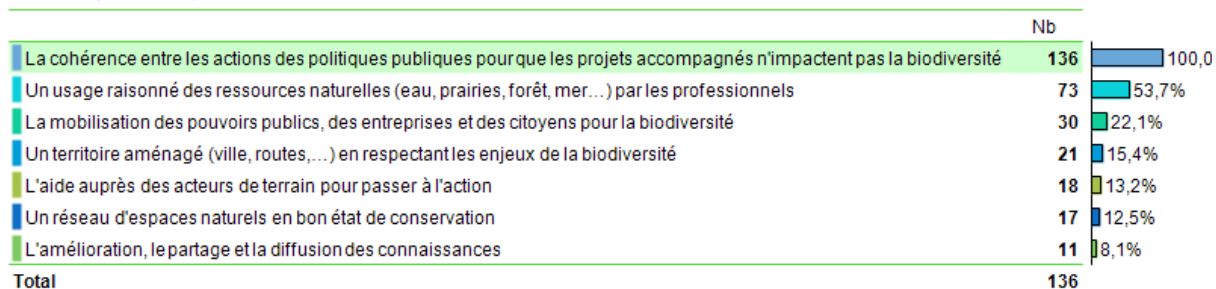 Nb
La cohérence entre les actions des politiques publiques pour que les projets accompagnés n'impactent pas la biodiversité 136 100,0
Un usage raisonné des ressources naturelles (eau, prairies, forêt, mer…) par les professionnels 73 53,7%
La mobilisation des pouvoirs publics, des entreprises et des citoyens pour la biodiversité 30 22,1%
Un territoire aménagé (ville, routes,…) en respectant les enjeux de la biodiversité 21 15,4%
L'aide auprès des acteurs de terrain pour passer à l'action 18 13,2%
Un réseau d'espaces naturels en bon état de conservation 17 12,5%
L'amélioration, le partage et la diffusion des connaissances 11 8,1%
Total 136